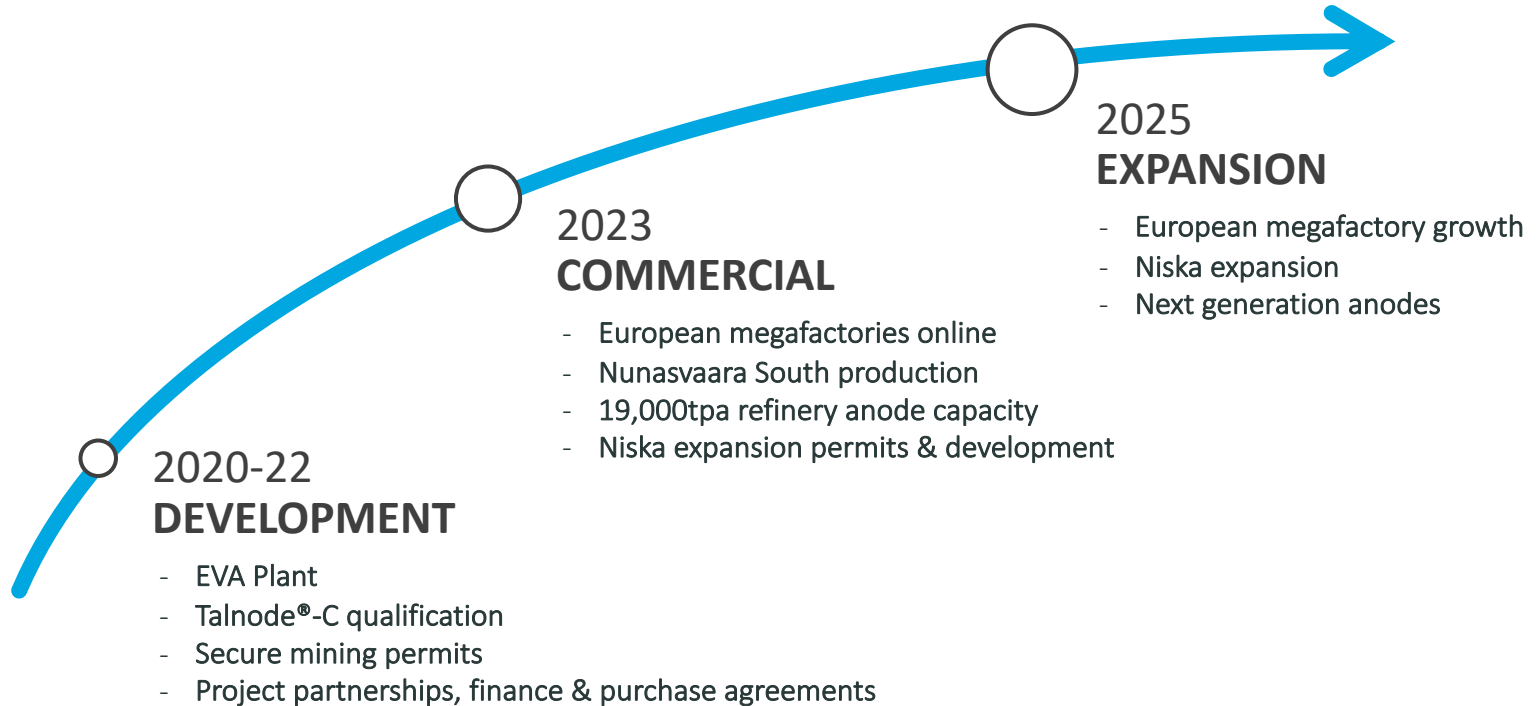 2025
EXPANSION
- European megafactory growth
- Niska expansion
- Next generation anodes
2023
COMMERCIAL
- European megafactories online
- Nunasvaara South production
- 19,000tpa refinery anode capacity
- Niska expansion permits & development
2020-22
DEVELOPMENT
- EVA Plant
- Talnode®-C qualification
- Secure mining permits
- Project partnerships, finance & purchase agreements